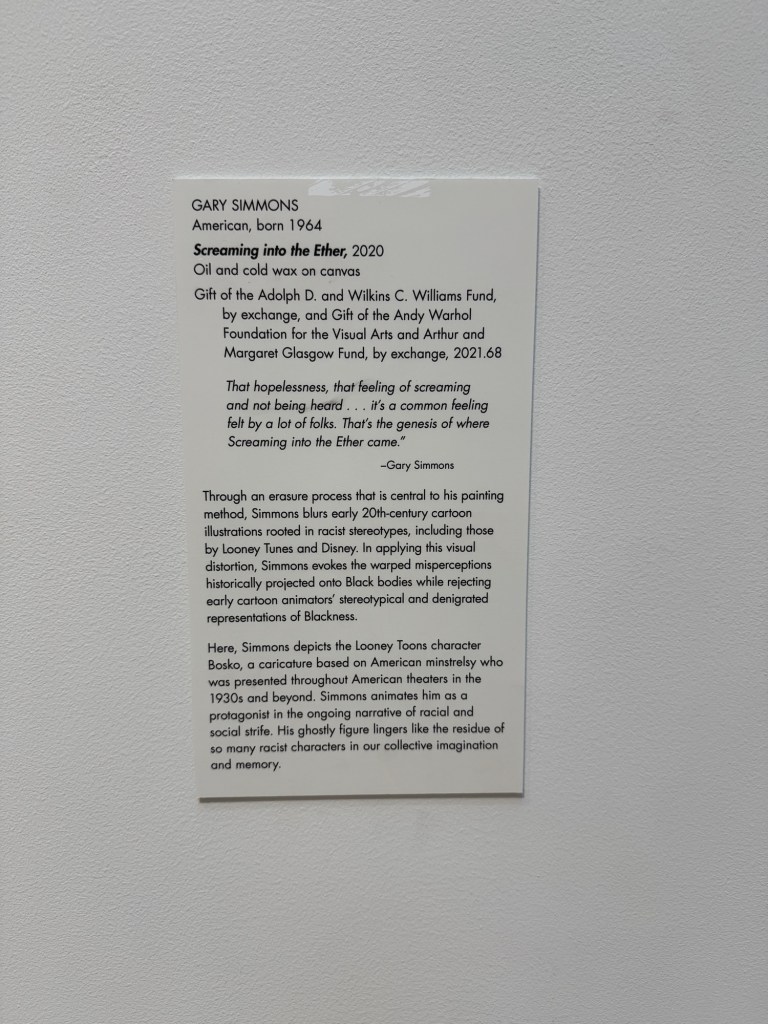 GARY SIMMONS
American, born 1964
Screaming into the Ether, 2020
Oil and cold wax on canvas
Gift of the Adolph D. and Wilkins C. Williams Fund,
by exchange, and Gift of the Andy Warhol
Foundation for the Visual Arts and Arthur and
Margaret Glasgow Fund, by exchange, 2021.68
That hopelessness, that feeling of screaming
and not being heard . . . it's a common feeling
felt by a lot of folks. That's the genesis of where
Screaming into the Ether came."
–Gary Simmons
Through an erasure process that is central to his painting
method, Simmons blurs early 20th-century cartoon
illustrations rooted in racist stereotypes, including those
by Looney Tunes and Disney. In applying this visual
distortion, Simmons evokes the warped misperceptions
historically projected onto Black bodies while rejecting
early cartoon animators' stereotypical and denigrated
representations of Blackness.
Here, Simmons depicts the Looney Toons character
Bosko, a caricature based on American minstrelsy who
was presented throughout American theaters in the
1930s and beyond. Simmons animates him as a
protagonist in the ongoing narrative of racial and
social strife. His ghostly figure lingers like the residue of
so many racist characters in our collective imagination
and memory.